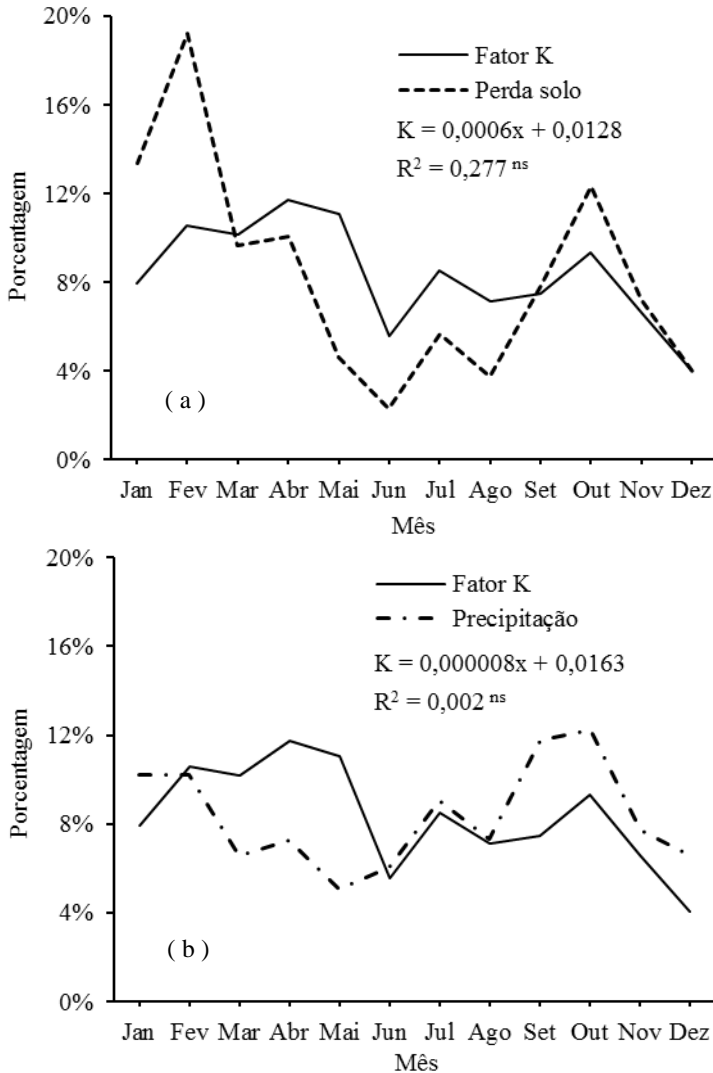 20%
Fator K
Perda solo
16%
K = 0,0006x + 0,0128
R² = 0,277 ns
12%
Porcentagem
8%
4%
( a )
0%
Jan Fev Mar Abr Mai Jun Jul Ago Set Out Nov Dez
Mês
20%
Fator K
Precipitação
16%
K = 0,000008x + 0,0163
R² = 0,002 ns
12%
Porcentagem
8%
4%
( b )
0%
Jan Fev Mar Abr Mai Jun Jul Ago Set Out Nov Dez
Mês